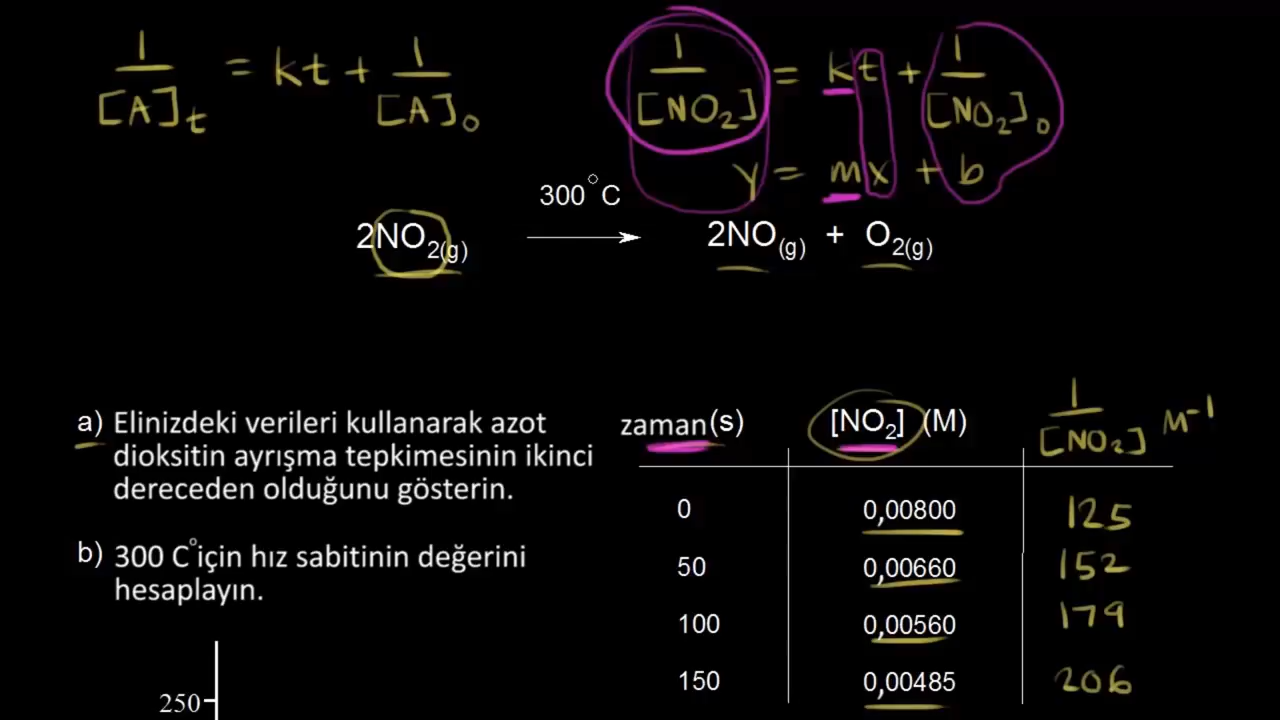 1/[A]t = kt + 1/[A]0
1/[NO2] = kt + 1/[NO2]0
y = mx + b
300°C
2NO2(g) → 2NO(g) + O2(g)
a) Elinizdeki verileri kullanarak azot
dioksitin ayrışma tepkimesinin ikinci
dereceden olduğunu gösterin.
b) 300 C° için hız sabitinin değerini
hesaplayın.
zaman(s) [NO2] (M) 1/[NO2] M-1
0 0,00800 125
50 0,00660 152
100 0,00560 179
150 0,00485 206
250